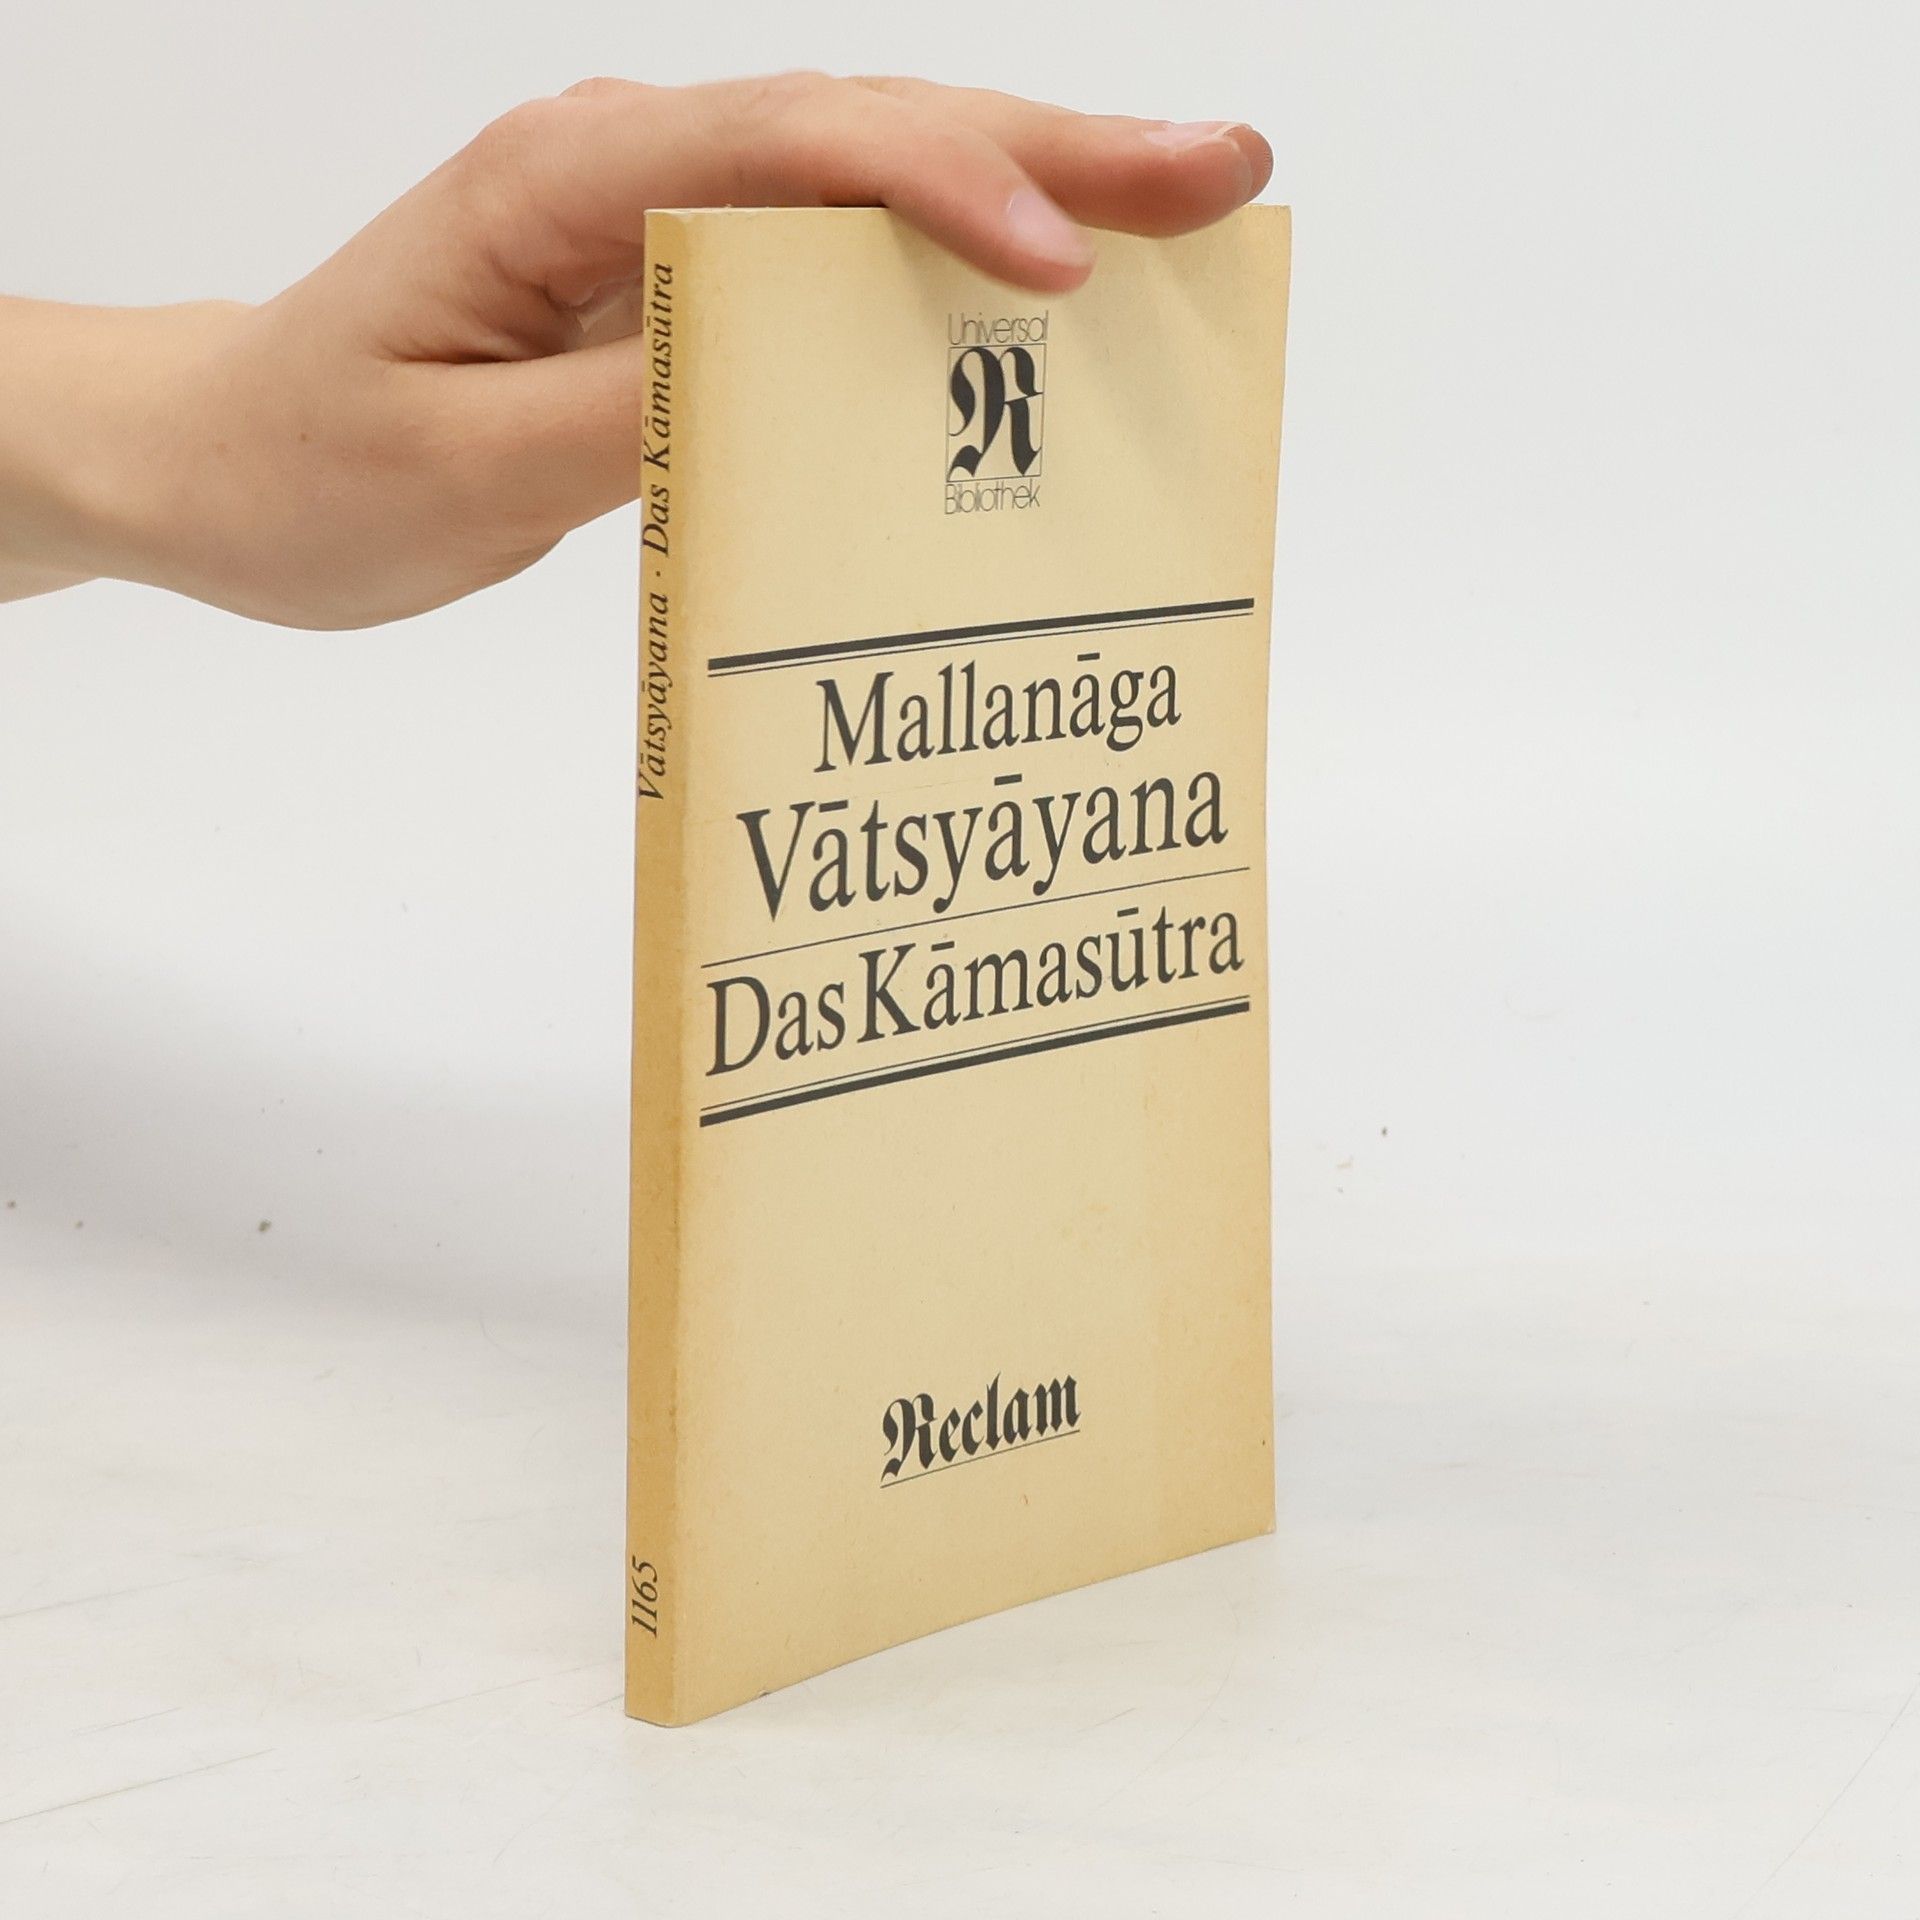 Vātsyāyana · Das Kāmasūtra
1165
Universal
R
Bibliothek
Mallanāga
Vātsyāyana
Das Kāmasūtra
Reclam